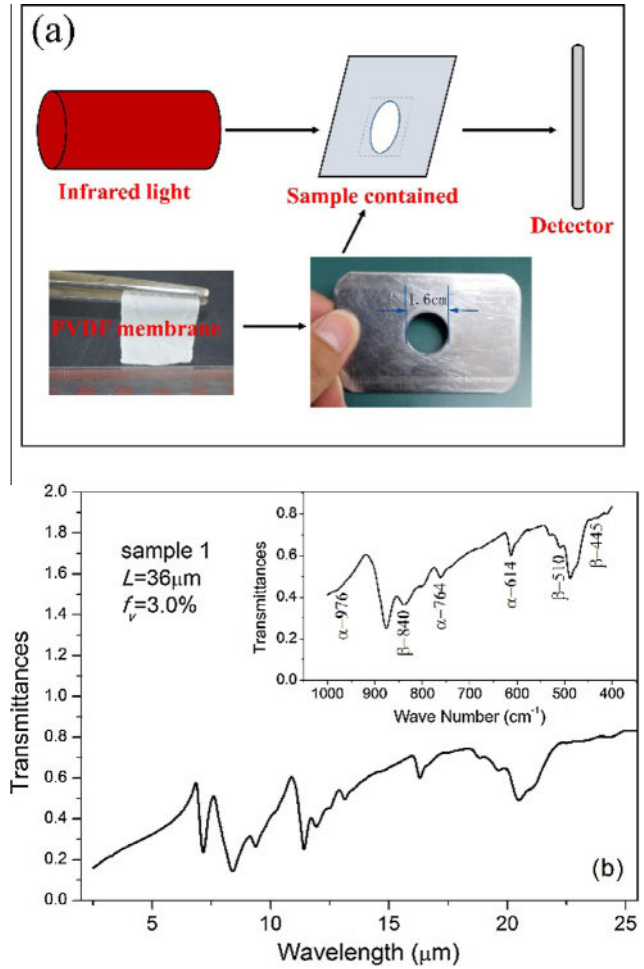 (a)
Infrared light
Sample contained
Detector
PVDF membrane
1.6cm
Transmittances
2.0
1.8
1.6
1.4
1.2
1.0
0.8
0.6
0.4
0.2
0.0
sample 1
L=36μm
fv=3.0%
Transmittances
0.8
0.6
0.4
0.2
0.0
α-976
β-840
α-764
α-614
β-510
β-445
1000 900 800 700 600 500 400
Wave Number (cm⁻¹)
(b)
5 10 15 20 25
Wavelength (μm)